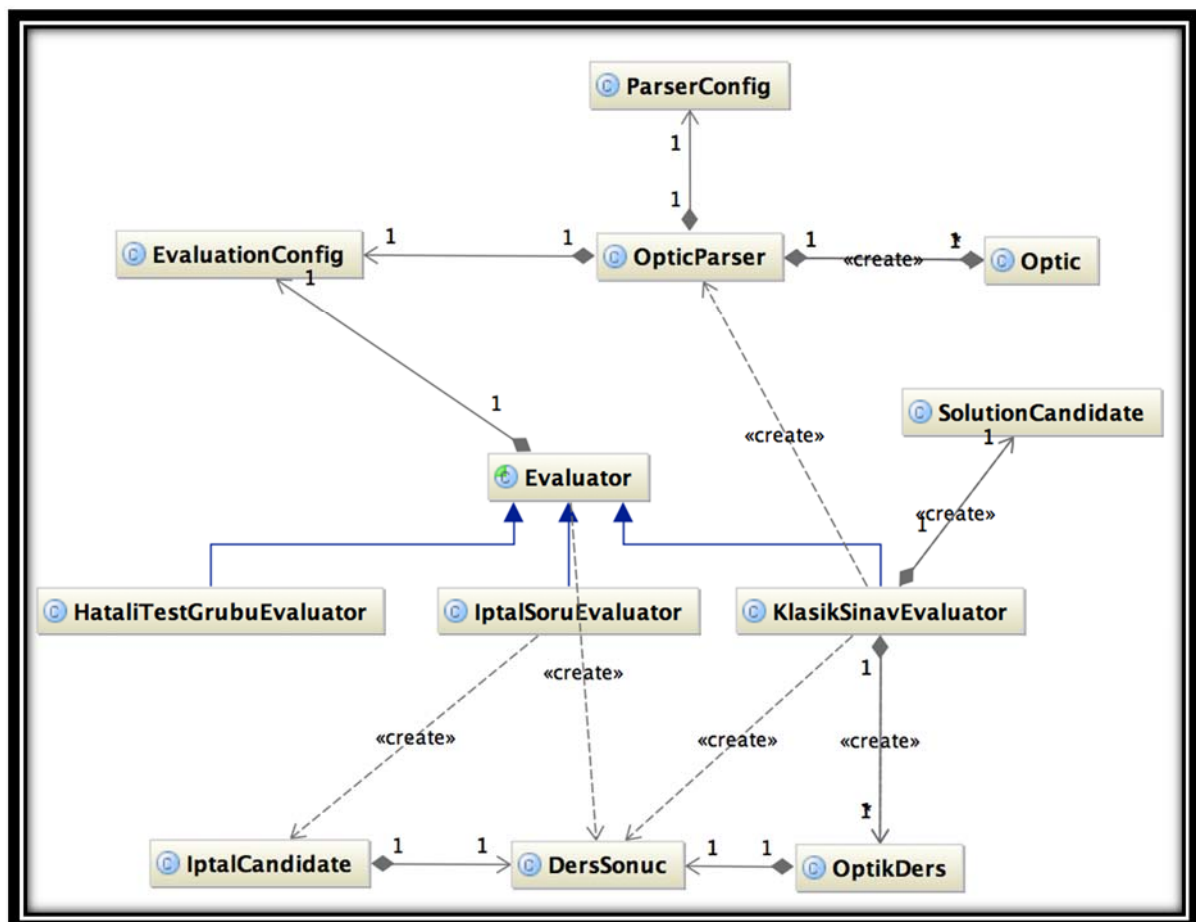 ParserConfig
1
1
EvaluationConfig
1
1
OpticParser
1
«create»
1*
Optic
1
1
«create»
SolutionCandidate
1
«create»
1
Evaluator
HataliTestGrubuEvaluator
IptalSoruEvaluator
KlasikSinavEvaluator
«create»
1
«create»
«create»
«create»
1*
IptalCandidate
1
1
DersSonuc
1
1
OptikDers